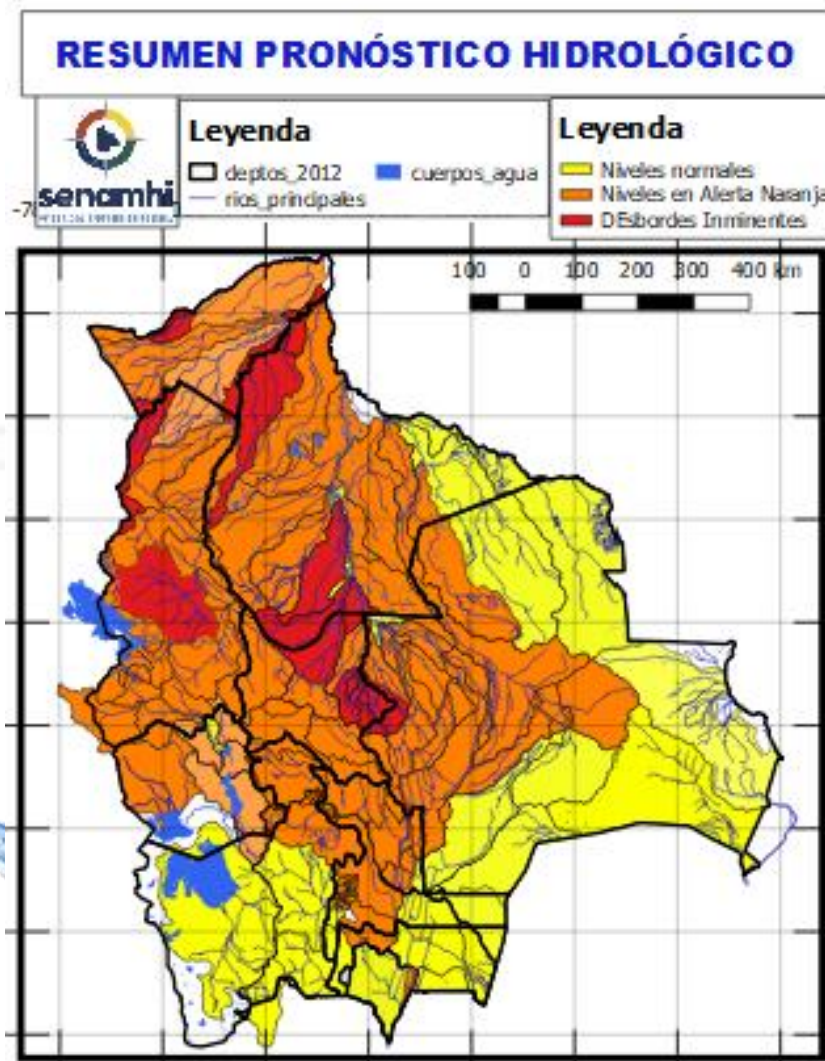 RESUMEN PRONÓSTICO HIDROLÓGICO
senamhi
Leyenda
deptos_2012
cuerpos_agua
rios_principales
Leyenda
Niveles normales
Niveles en Alerta Naranja
DEsbordes Inminentes
100 0 100 200 300 400 km